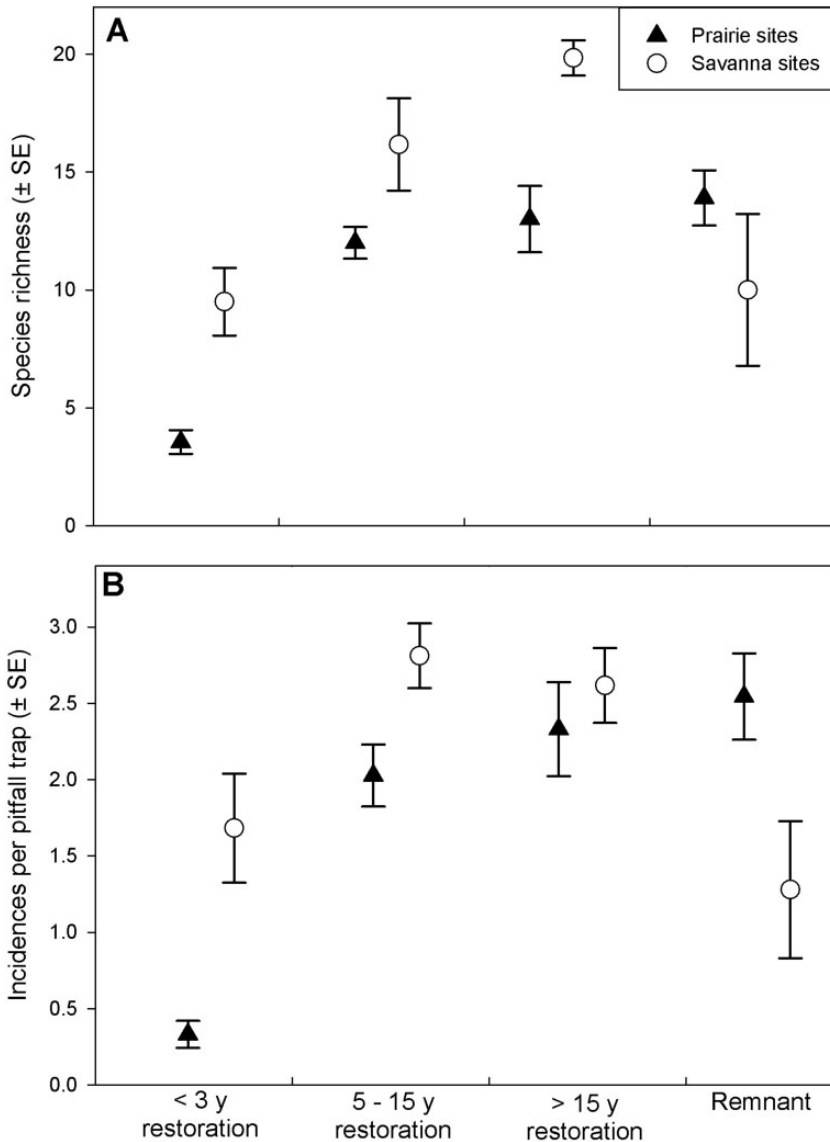 A
Prairie sites
Savanna sites
Species richness (± SE)
20
15
10
5
0
B
Incidences per pitfall trap (± SE)
3.0
2.5
2.0
1.5
1.0
0.5
0.0
< 3 y
restoration
5 - 15 y
restoration
> 15 y
restoration
Remnant